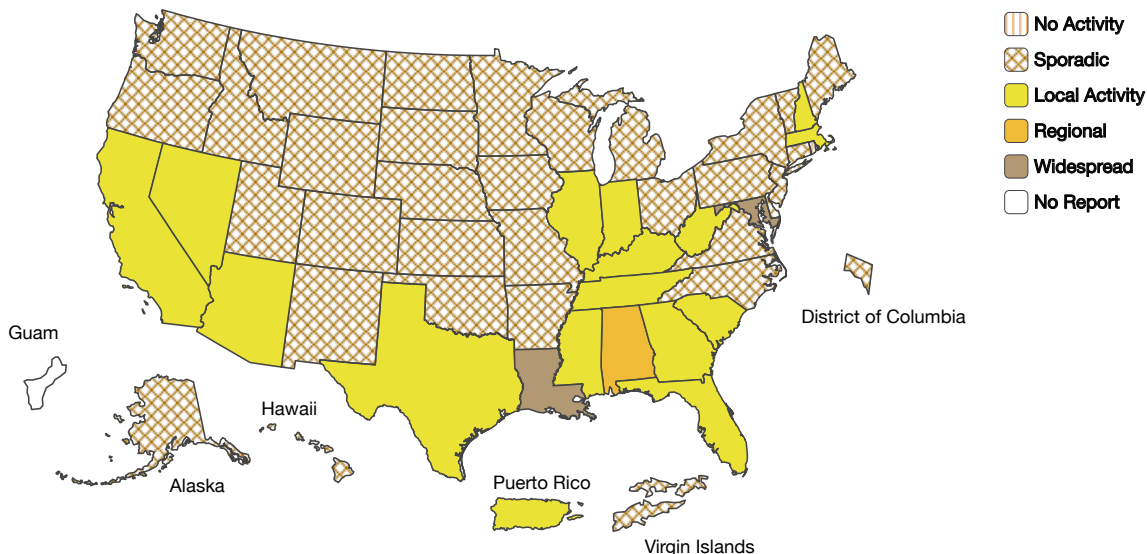 No Activity
Sporadic
Local Activity
Regional
Widespread
No Report
District of Columbia
Guam
Hawaii
Alaska
Puerto Rico
Virgin Islands